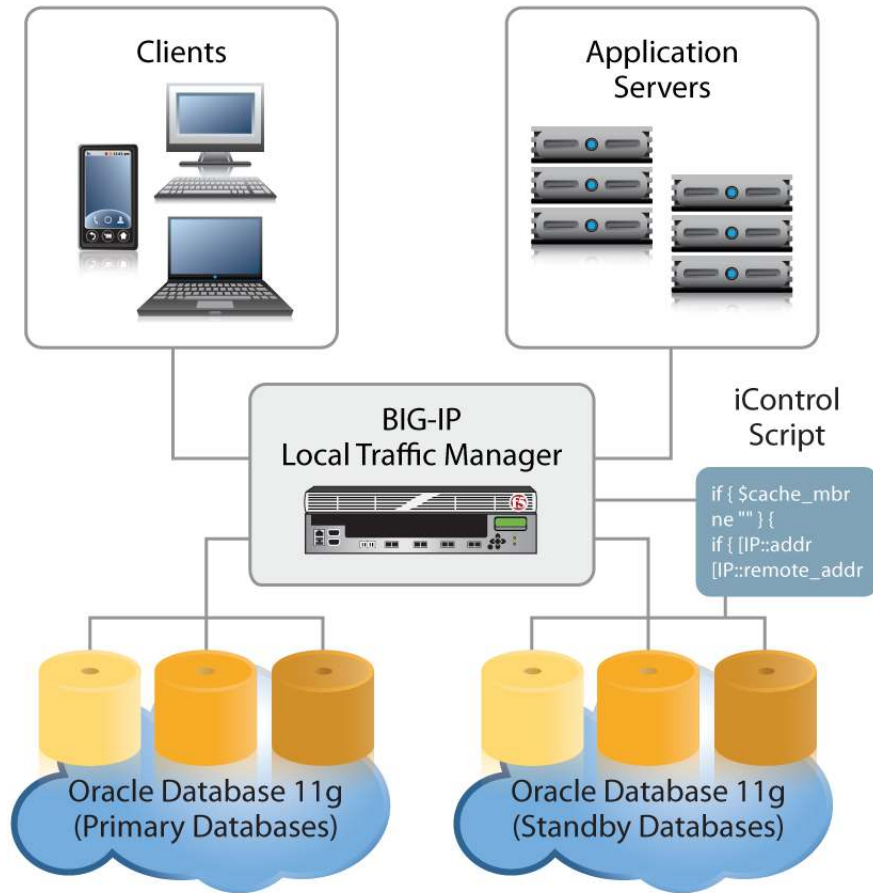 Clients
Application
Servers
BIG-IP
Local Traffic Manager
f5
iControl
Script
if { $cache_mbr
ne "" } {
if { [IP::addr
[IP::remote_addr
Oracle Database 11g
(Primary Databases)
Oracle Database 11g
(Standby Databases)